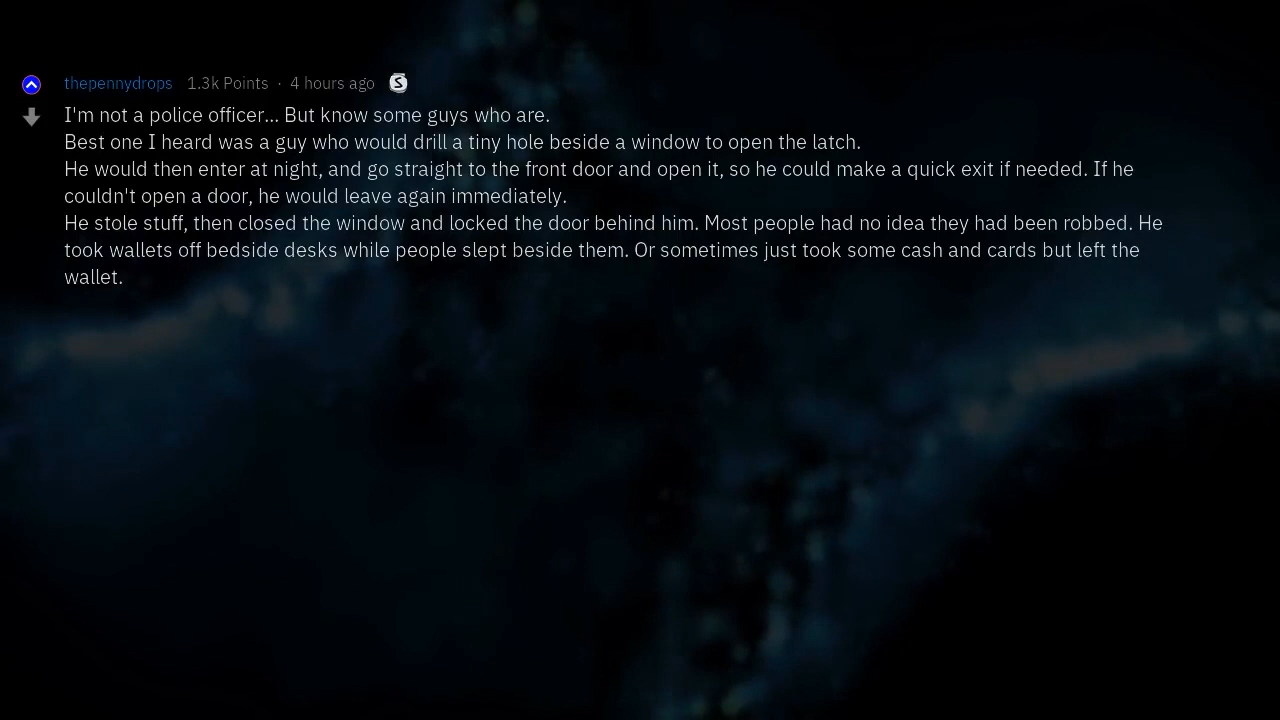 thepennydrops 1.3k Points · 4 hours ago S
I'm not a police officer... But know some guys who are.
Best one I heard was a guy who would drill a tiny hole beside a window to open the latch.
He would then enter at night, and go straight to the front door and open it, so he could make a quick exit if needed. If he
couldn't open a door, he would leave again immediately.
He stole stuff, then closed the window and locked the door behind him. Most people had no idea they had been robbed. He
took wallets off bedside desks while people slept beside them. Or sometimes just took some cash and cards but left the
wallet.